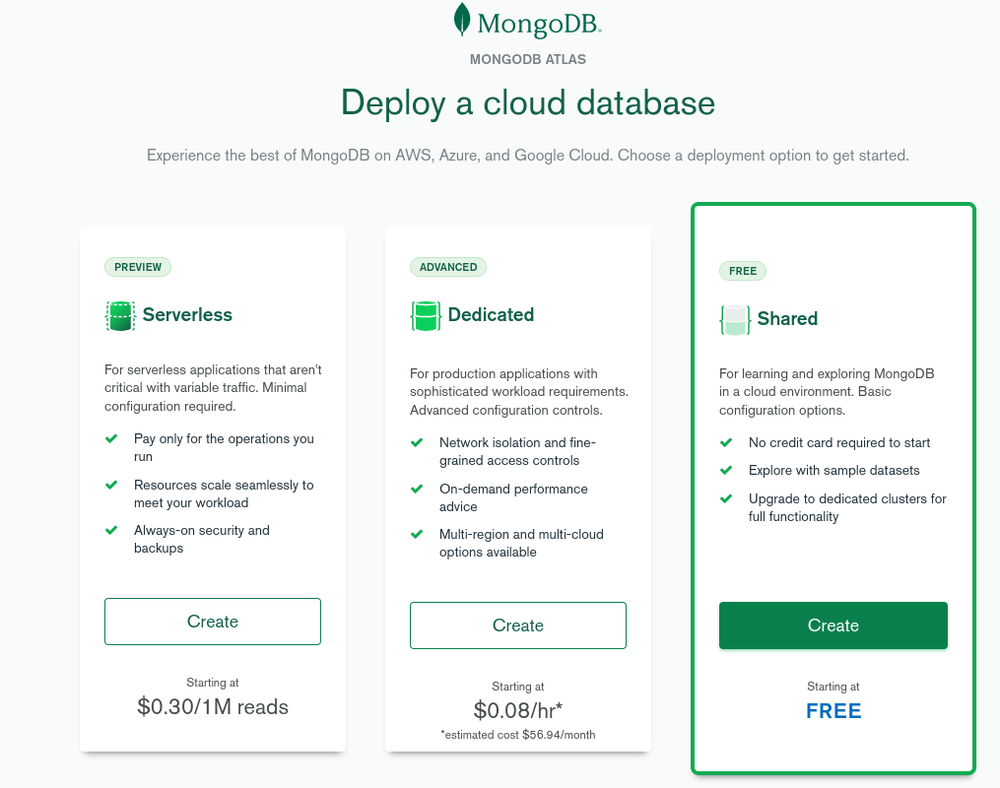 MongoDB.
MONGODB ATLAS
Deploy a cloud database
Experience the best of MongoDB on AWS, Azure, and Google Cloud. Choose a deployment option to get started.
PREVIEW
Serverless
For serverless applications that aren't
critical with variable traffic. Minimal
configuration required.
Pay only for the operations you
run
Resources scale seamlessly to
meet your workload
Always-on security and
backups
Create
Starting at
$0.30/1M reads
ADVANCED
Dedicated
For production applications with
sophisticated workload requirements.
Advanced configuration controls.
Network isolation and fine-
grained access controls
On-demand performance
advice
Multi-region and multi-cloud
options available
Create
Starting at
$0.08/hr*
*estimated cost $56.94/month
FREE
Shared
For learning and exploring MongoDB
in a cloud environment. Basic
configuration options.
No credit card required to start
Explore with sample datasets
Upgrade to dedicated clusters for
full functionality
Create
Starting at
FREE